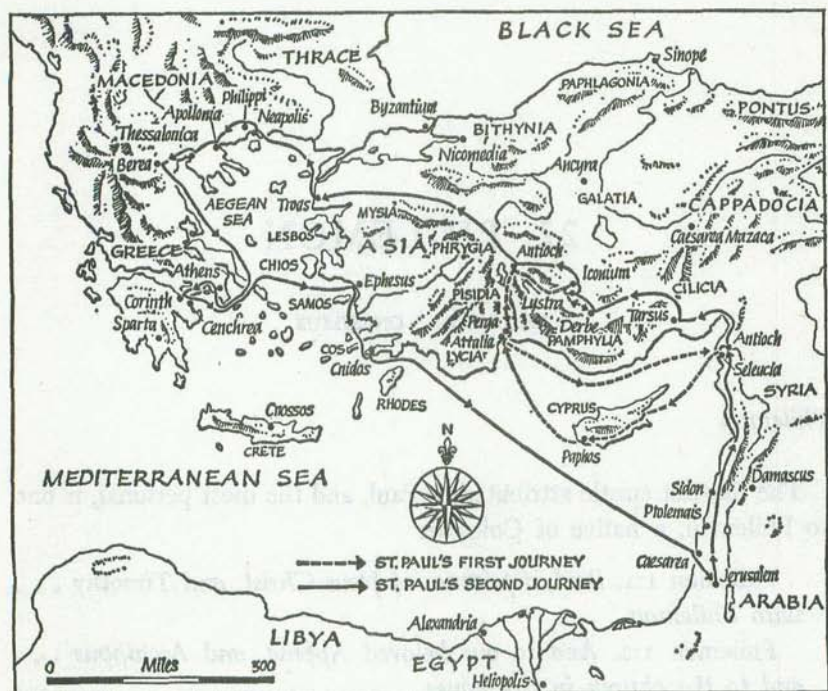 BLACK SEA
THRACE
Sinope
MACEDONIA
PAPHLAGONIA
Philippi
Apollonia
Neapolis
Byzantium
PONTUS
Thessalonica
BITHYNIA
Nicomedia
Berea
Ancyra
AEGEAN
SEA
Troas
GALATIA
CAPPADOCIA
MYSIA
LESBOS
ASIA
PHRYGIA
Antioch
Caesarea Mazaca
GREECE
CHIOS
Iconium
Athens
Ephesus
CILICIA
PISIDIA
Lustra
Corinth
SAMOS
Tarsus
Sparta
Cenchrea
Perga
Derbe
Attalia
PAMPHYLIA
Antioch
LYCIA
COS
Cnidos
Seleucia
RHODES
CYPRUS
SYRIA
Cnossos
CRETE
N
Paphos
Damascus
MEDITERRANEAN SEA
Sidon
Ptolemais
ST. PAUL'S FIRST JOURNEY
Caesarea
ST. PAUL'S SECOND JOURNEY
Jerusalem
ARABIA
LIBYA
Alexandria
EGYPT
0 Miles 500
Heliopolis